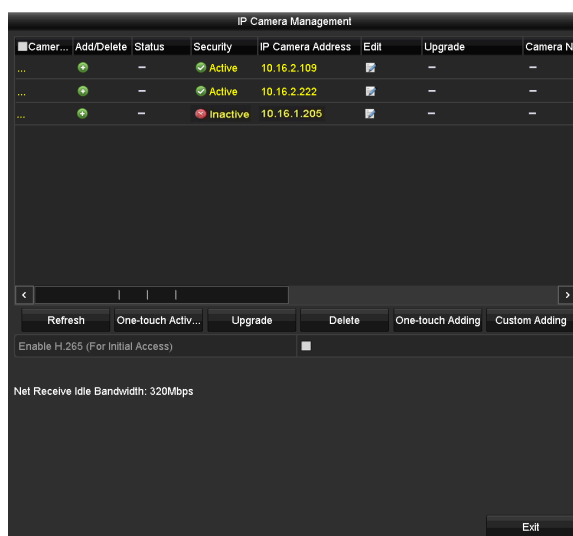 IP Camera Management
Camer... Add/Delete Status Security IP Camera Address Edit Upgrade Camera N
... – Active 10.16.2.109 – –
... – Active 10.16.2.222 – –
... – Inactive 10.16.1.205 – –
Refresh One-touch Activ... Upgrade Delete One-touch Adding Custom Adding
Enable H.265 (For Initial Access)
Net Receive Idle Bandwidth: 320Mbps
Exit